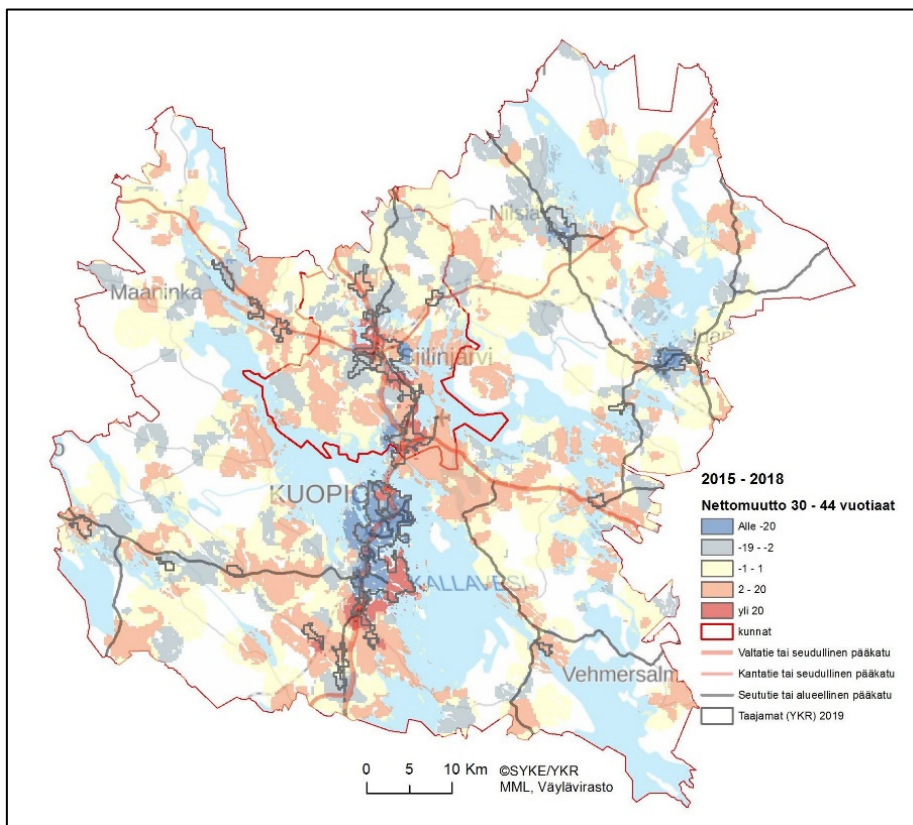 Nilsiä
Maaninka
Siilinjärvi
KUOPIO
KALLAVESI
Vehmersalm
2015 - 2018
Nettomuutto 30 - 44 vuotiaat
Alle -20
-19 - -2
-1 - 1
2 - 20
yli 20
kunnat
Valtatie tai seudullinen pääkatu
Kantatie tai seudullinen pääkatu
Seututie tai alueellinen pääkatu
Taajamat (YKR) 2019
0 5 10 Km
©SYKE/YKR
MML, Väylävirasto